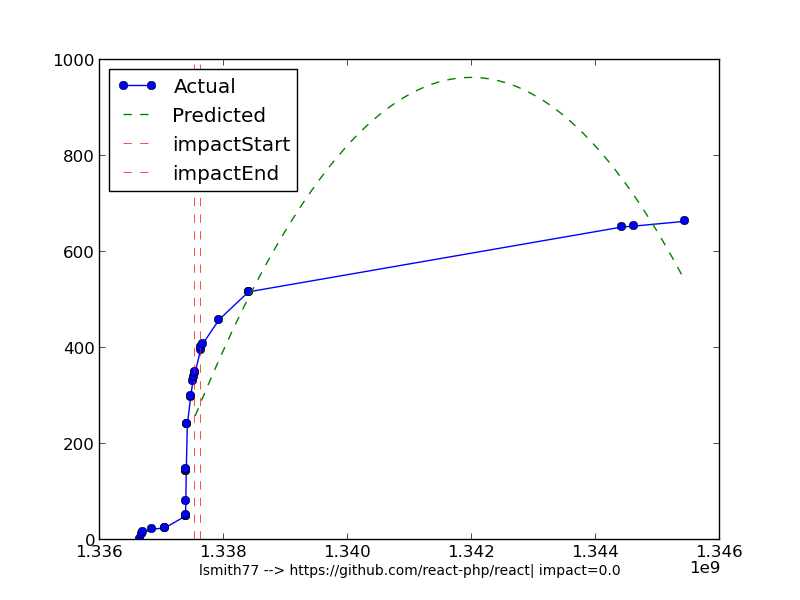 1000
800
600
400
200
0
Actual
Predicted
impactStart
impactEnd
1.336 1.338 1.340 1.342 1.344 1.346
1e9
lsmith77 --> https://github.com/react-php/react| impact=0.0